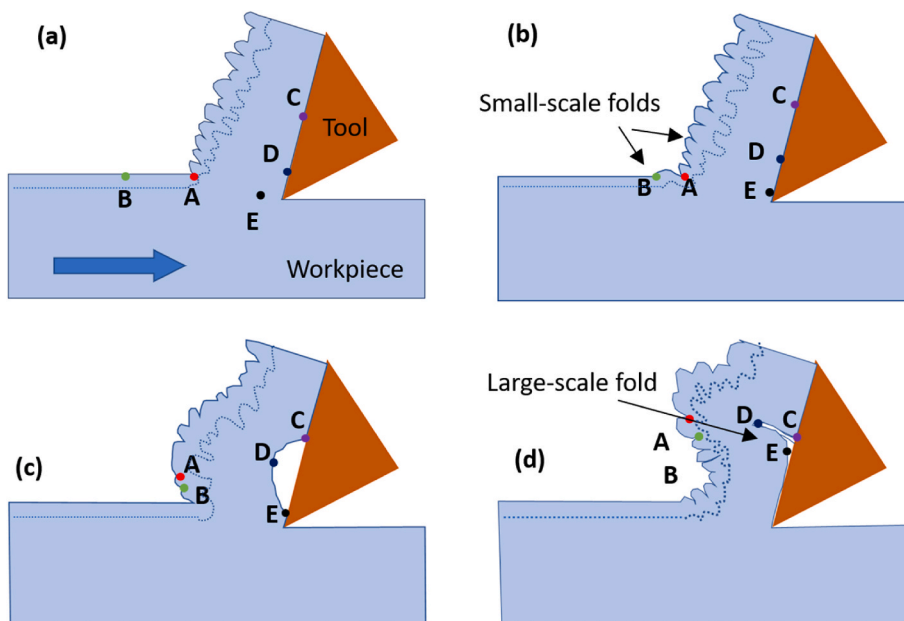 (a)
C
Tool
D
B
A
E
Workpiece
(b)
Small-scale folds
C
D
B
A
E
(c)
C
D
A
B
E
(d)
Large-scale fold
D
C
A
E
B